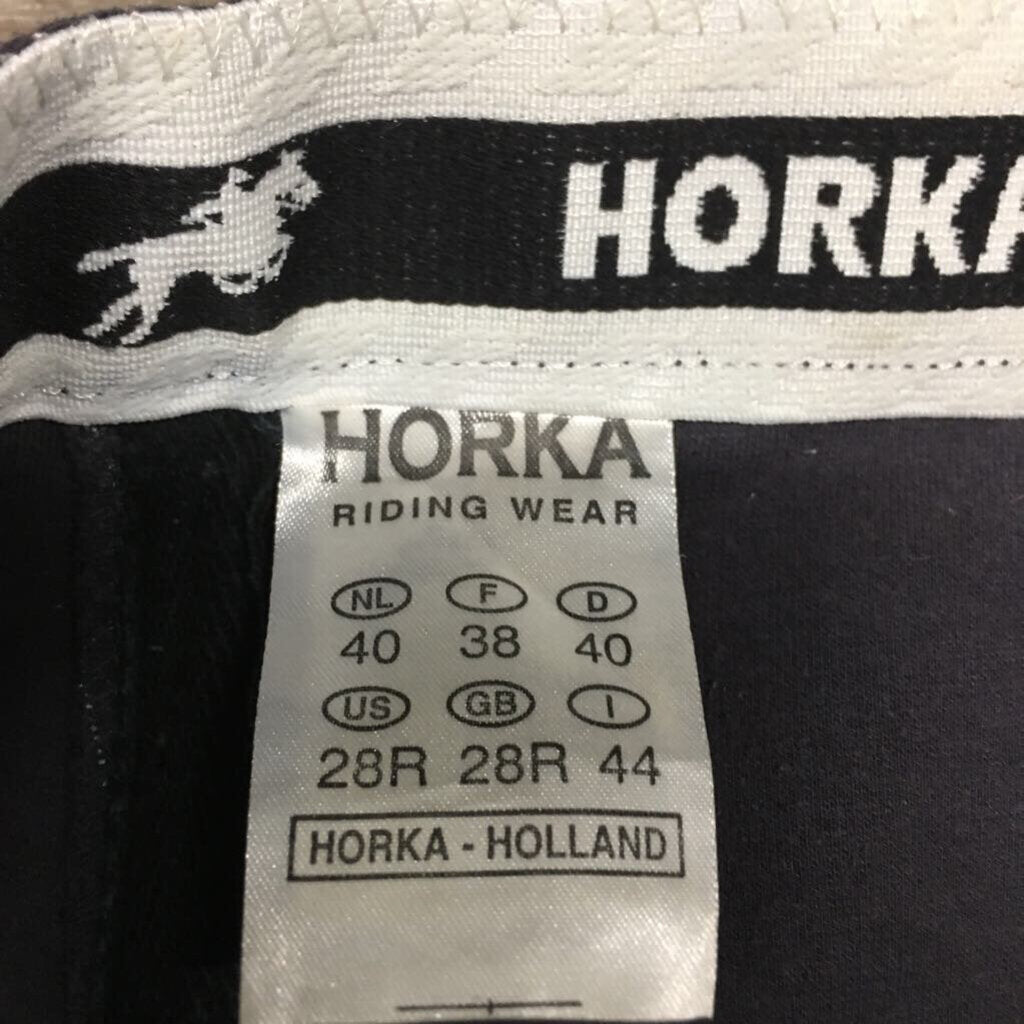 HORKA
HORKA
RIDING WEAR
NL F D
40 38 40
US GB I
28R 28R 44
HORKA - HOLLAND